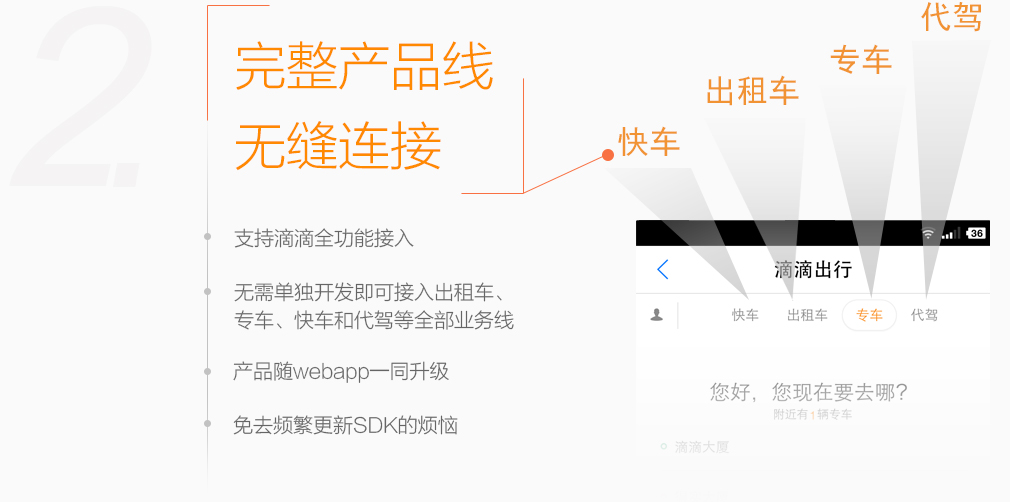 2.
完整产品线
无缝连接
支持滴滴全功能接入
无需单独开发即可接入出租车、
专车、快车和代驾等全部业务线
产品随webapp一同升级
免去频繁更新SDK的烦恼
快车
出租车
专车
代驾
36
滴滴出行
快车 出租车 专车 代驾
您好，您现在要去哪?
附近有1辆专车
滴滴大厦